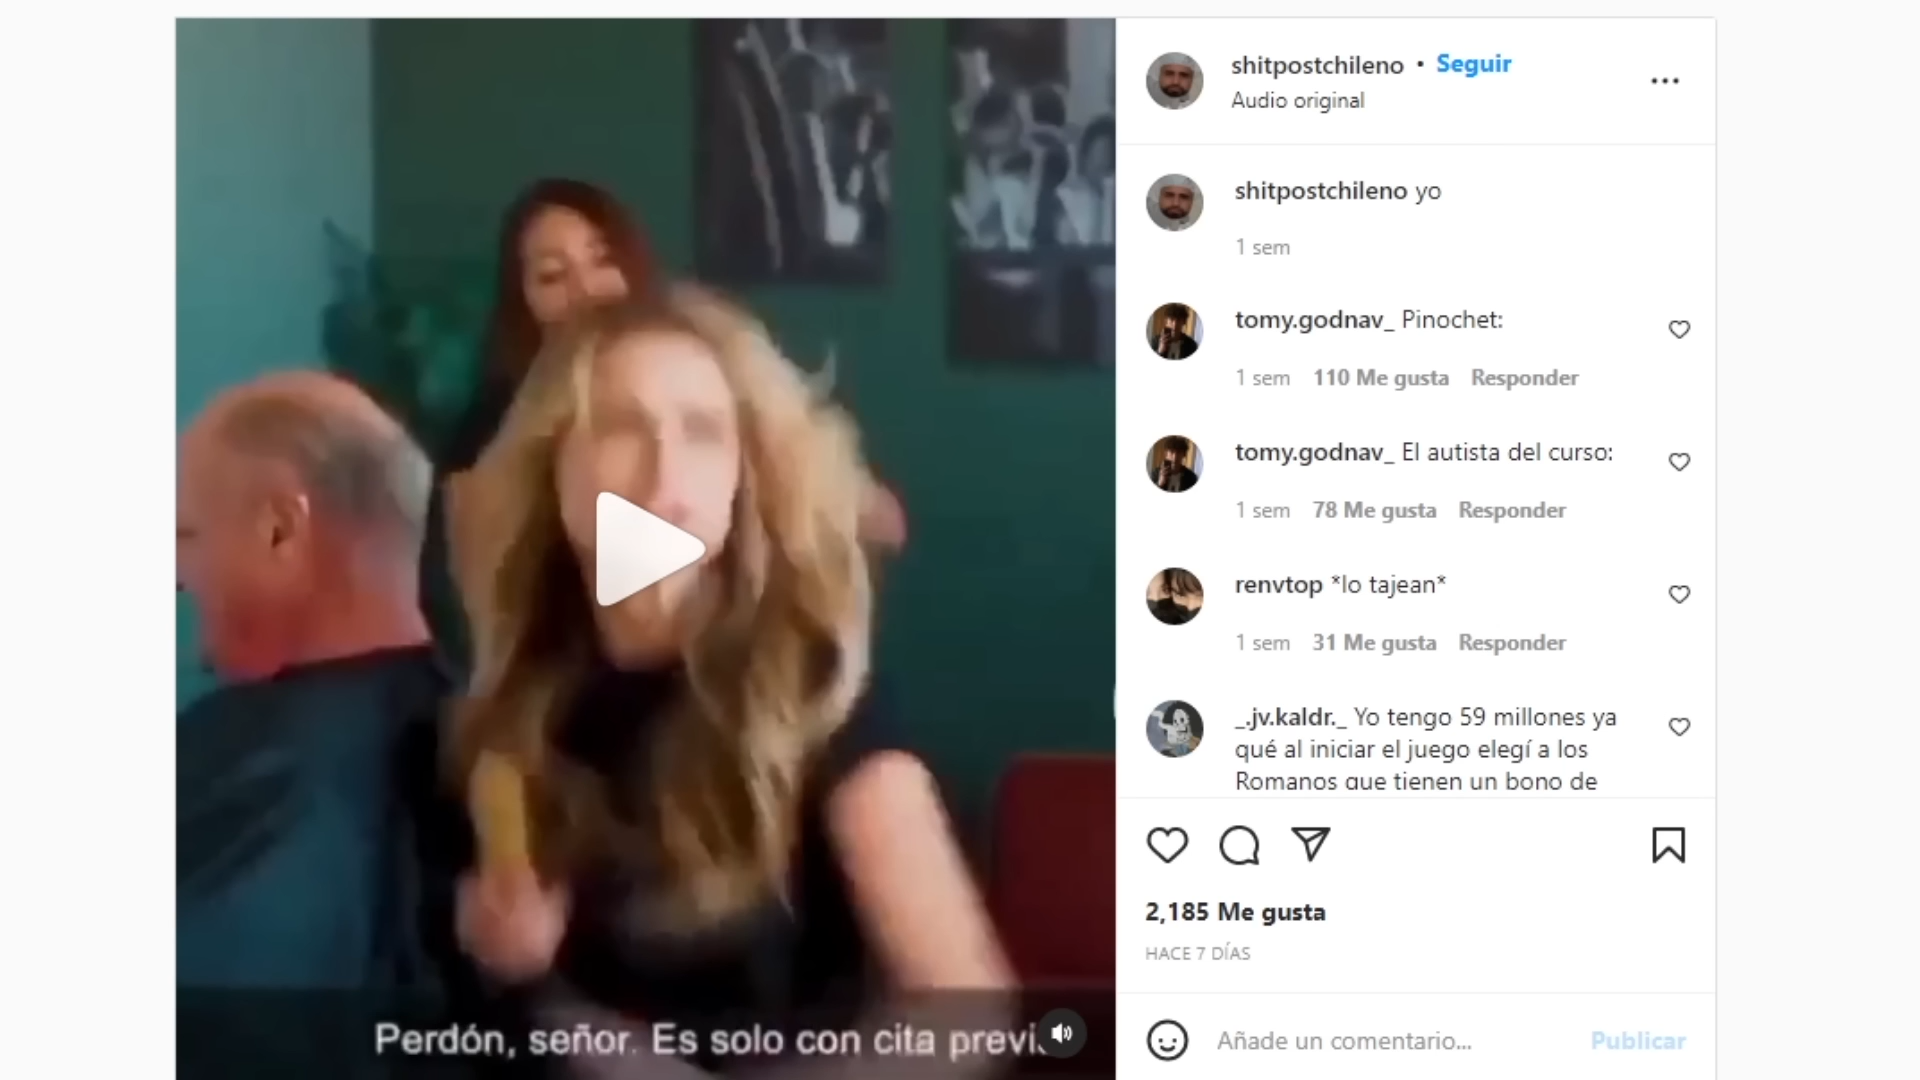 shitpostchileno • Seguir
Audio original
shitpostchileno yo
1 sem
tomy.godnav_ Pinochet:
1 sem 110 Me gusta Responder
tomy.godnav_ El autista del curso:
1 sem 78 Me gusta Responder
renvtop *lo tajean*
1 sem 31 Me gusta Responder
_.jv.kaldr._ Yo tengo 59 millones ya
qué al iniciar el juego elegí a los
Romanos que tienen un bono de
2,185 Me gusta
HACE 7 DÍAS
Añade un comentario... Publicar
Perdón, señor. Es solo con cita previ